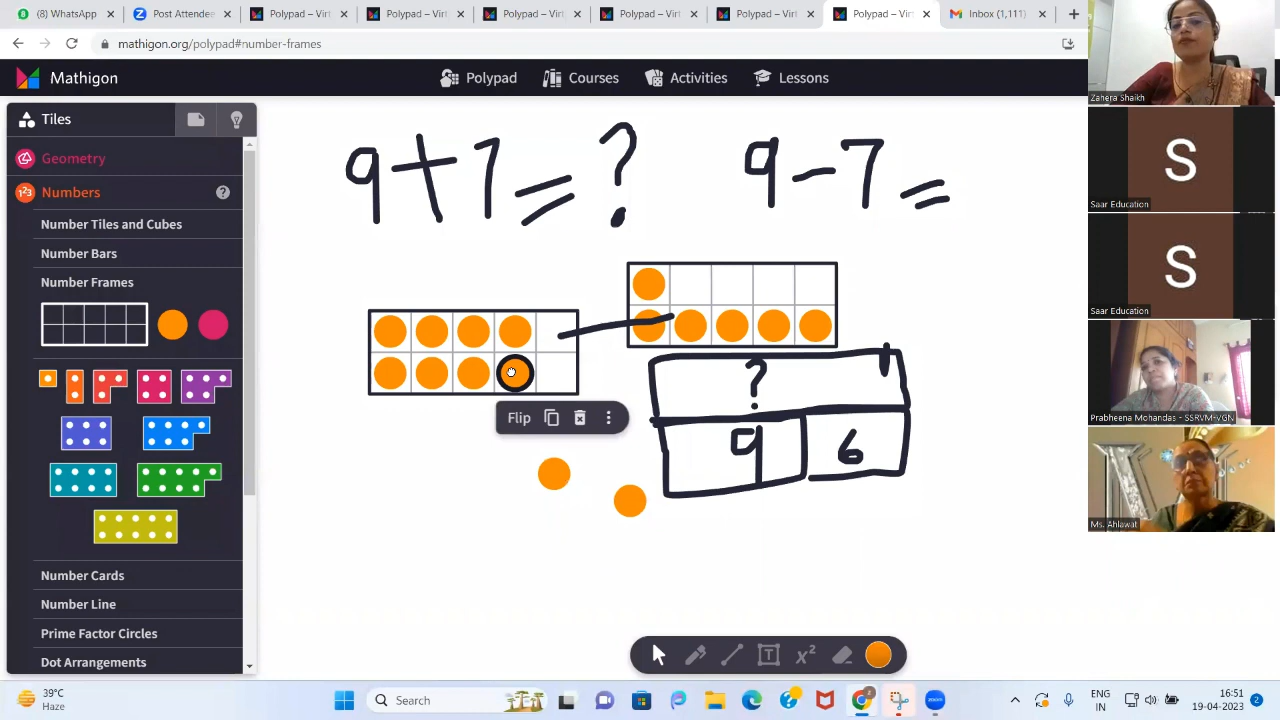 (8) WhatsApp
Post Attendee
Polypad – Virt
Polypad – Virt
Polypad – Virt
Polypad – Virt
Polypad – Virt
Polypad – Virt
Inbox (1,111)
mathigon.org/polypad#number-frames
Mathigon
Polypad
Courses
Activities
Lessons
Tiles
Geometry
Numbers
?
Number Tiles and Cubes
Number Bars
Number Frames
Number Cards
Number Line
Prime Factor Circles
Dot Arrangements
9+7=?
9-7=
Flip
?
9 6
T
x²
Zahera Shaikh
S
Saar Education
S
Saar Education
Prabheena Mohandas - SSRVM-VGN
Ms. Ahlawat
39°C
Haze
Search
ENG
IN
16:51
19-04-2023
2